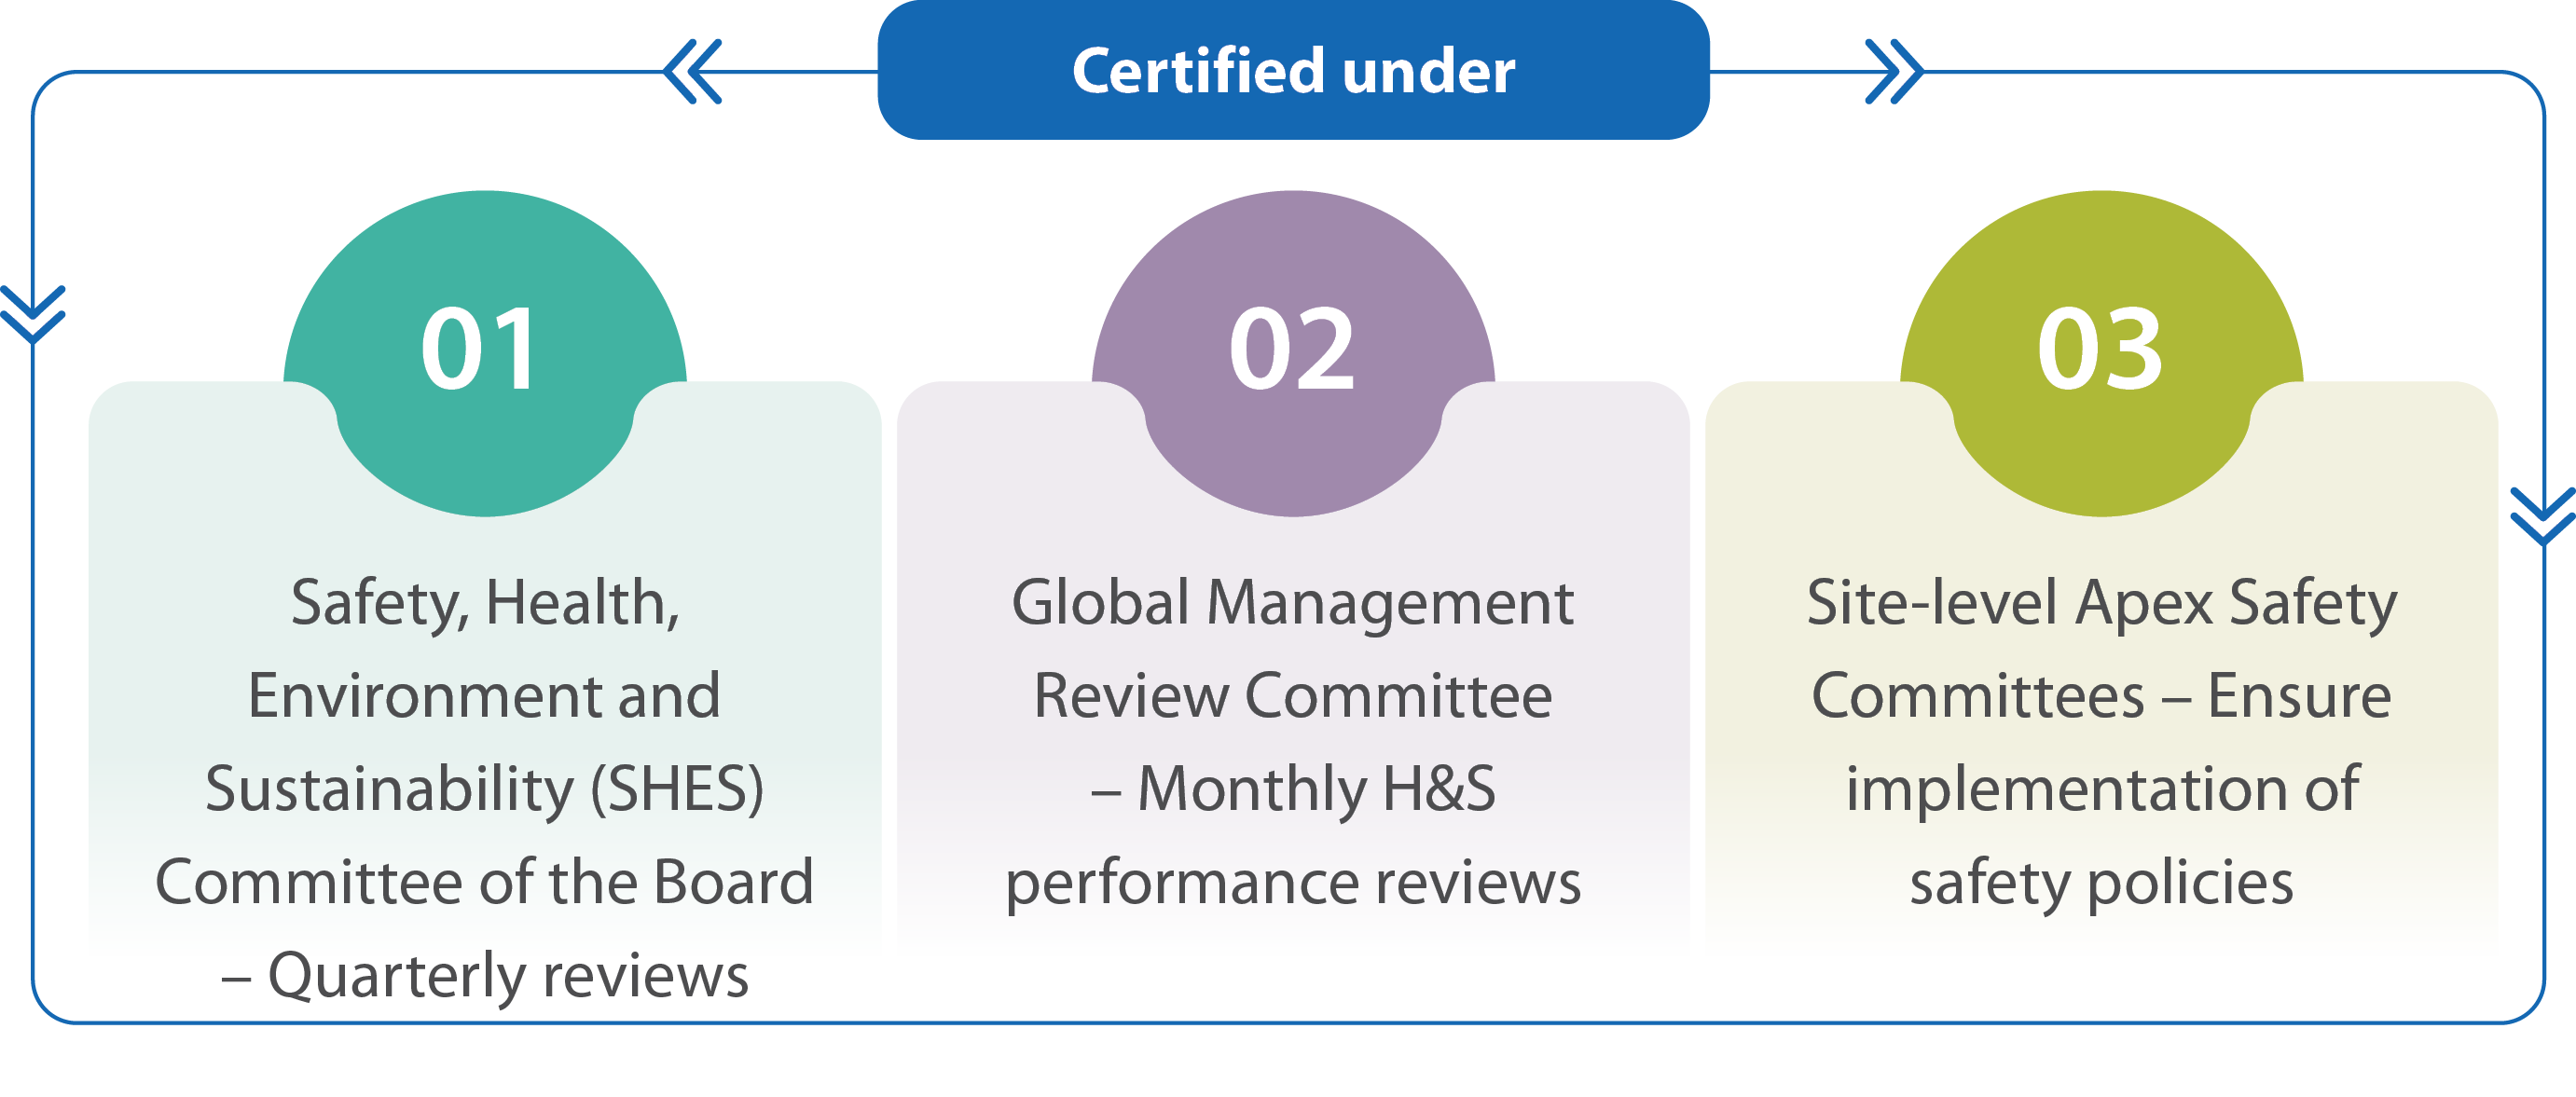 Certified under
01
Safety, Health,
Environment and
Sustainability (SHES)
Committee of the Board
– Quarterly reviews
02
Global Management
Review Committee
– Monthly H&S
performance reviews
03
Site-level Apex Safety
Committees – Ensure
implementation of
safety policies